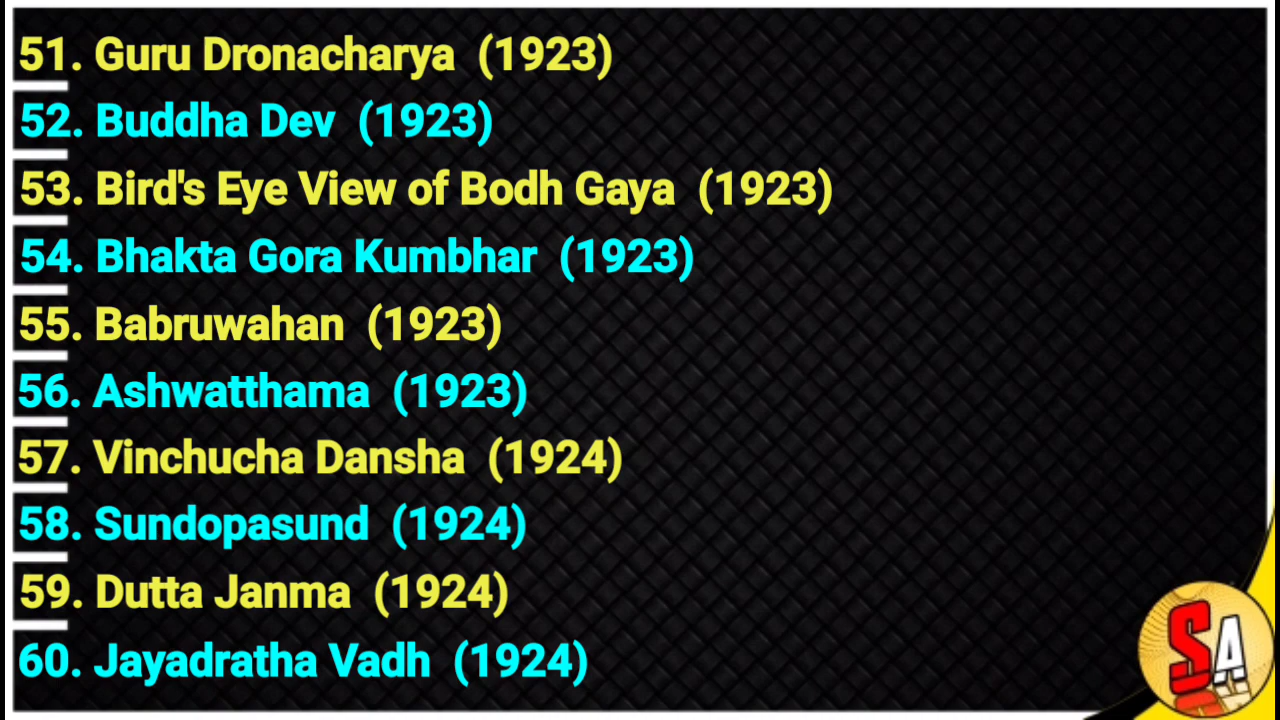 51. Guru Dronacharya (1923)
52. Buddha Dev (1923)
53. Bird's Eye View of Bodh Gaya (1923)
54. Bhakta Gora Kumbhar (1923)
55. Babruwahan (1923)
56. Ashwatthama (1923)
57. Vinchucha Dansha (1924)
58. Sundopasund (1924)
59. Dutta Janma (1924)
60. Jayadratha Vadh (1924)
SA